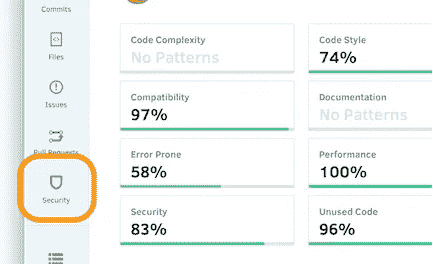 Commits
Files
Issues
Pull Requests
Security
Code Complexity
No Patterns
Code Style
74%
Compatibility
97%
Documentation
No Patterns
Error Prone
58%
Performance
100%
Security
83%
Unused Code
96%